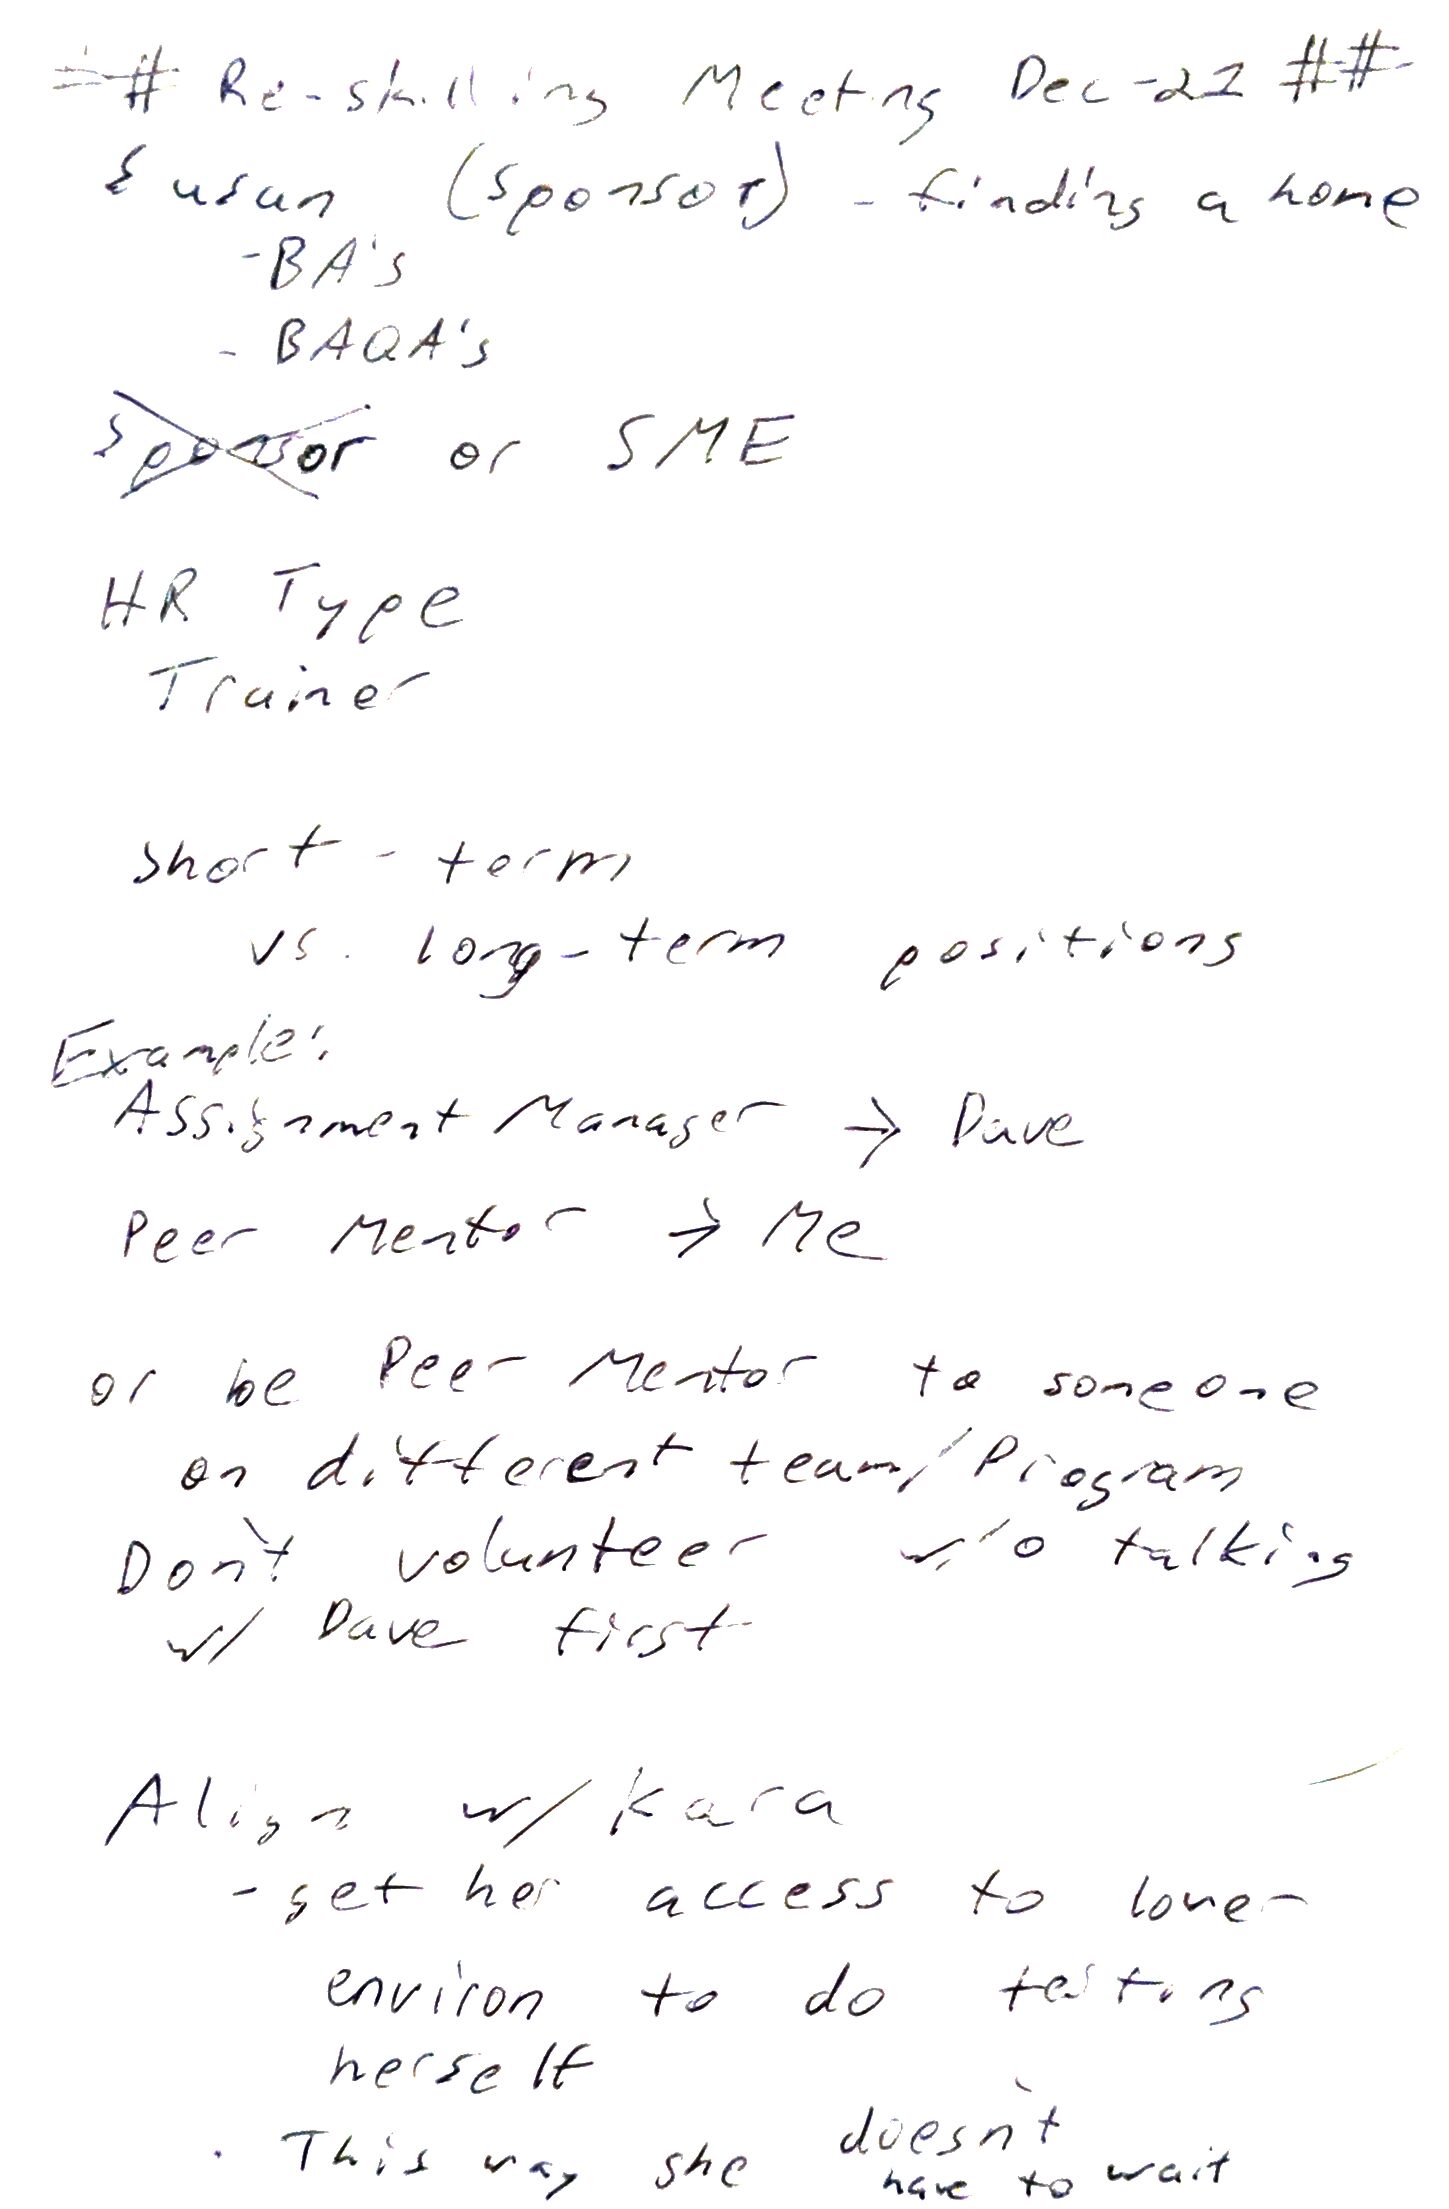 ## Re-skilling Meeting Dec-21 ##
Susan (Sponsor) - finding a home
- BA's
- BAQA's
Sponsor or SME
HR Type
Trainer
Short - term
vs. long-term positions
Example:
Assignment Manager → Dave
Peer Mentor → Me
or be Peer Mentor to someone
on different team/Program
Don't volunteer w/o talking
w/ Dave first
Align w/ Kara
- get her access to lower
environ to do testing
herself
· This way she doesn't
have to wait